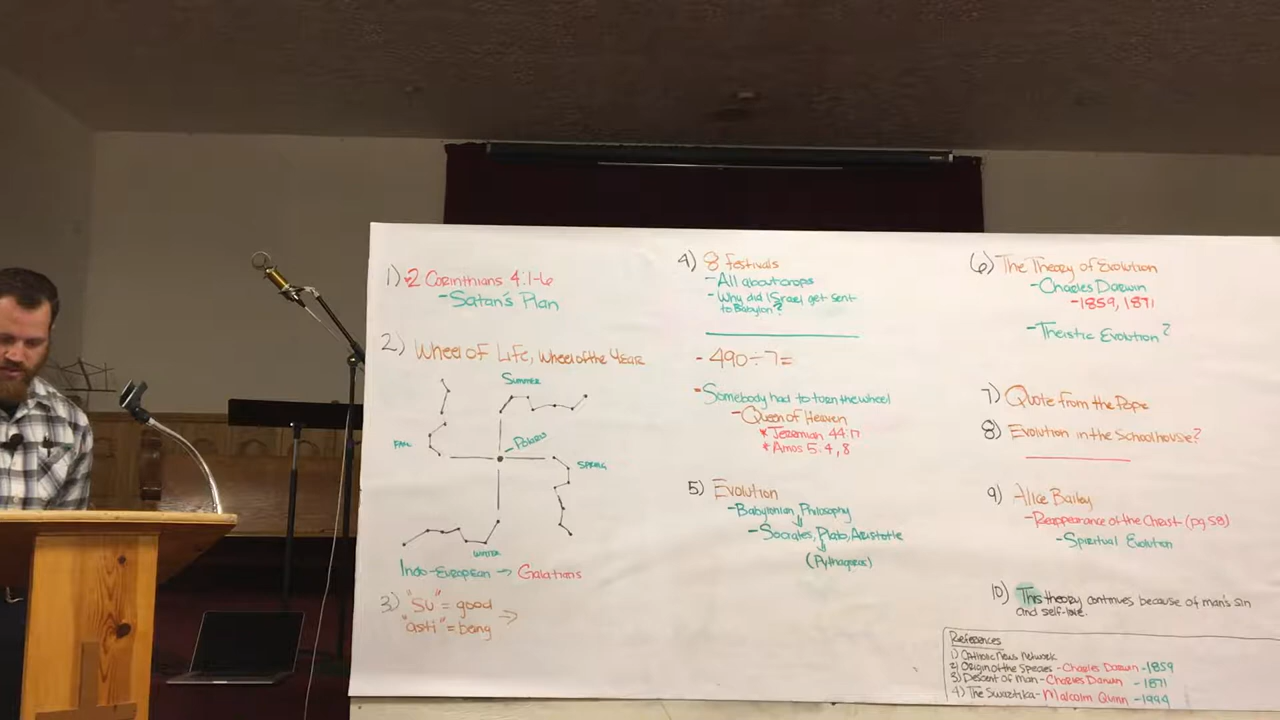 1) 2 Corinthians 4:1-6
-Satan's Plan
2) Wheel of Life, Wheel of the Year
Summer
Fall
-Polaris
Spring
Winter
Indo-European → Galatians
3) "Su" = good
"asti" = being →
4) 8 festivals
-All about crops
-Why did Israel get sent
to Babylon?
- 490÷7=
-Somebody had to turn the wheel
-Queen of Heaven
*Jeremiah 44:17
*Amos 5:4,8
5) Evolution
-Babylonian Philosophy
-Socrates, Plato, Aristotle
(Pythagoras)
6) The Theory of Evolution
-Charles Darwin
-1859, 1871
-Theistic Evolution?
7) Quote from the Pope
8) Evolution in the Schoolhouse?
9) Alice Bailey
-Reappearance of the Christ (pg.58)
-Spiritual Evolution
10) This theory continues because of man's sin
and self-love.
References
1) Catholic News Network
2) Origin of the Species - Charles Darwin -1859
3) Descent of Man - Charles Darwin -1871
4) The Swastika - Malcolm Quinn -1994